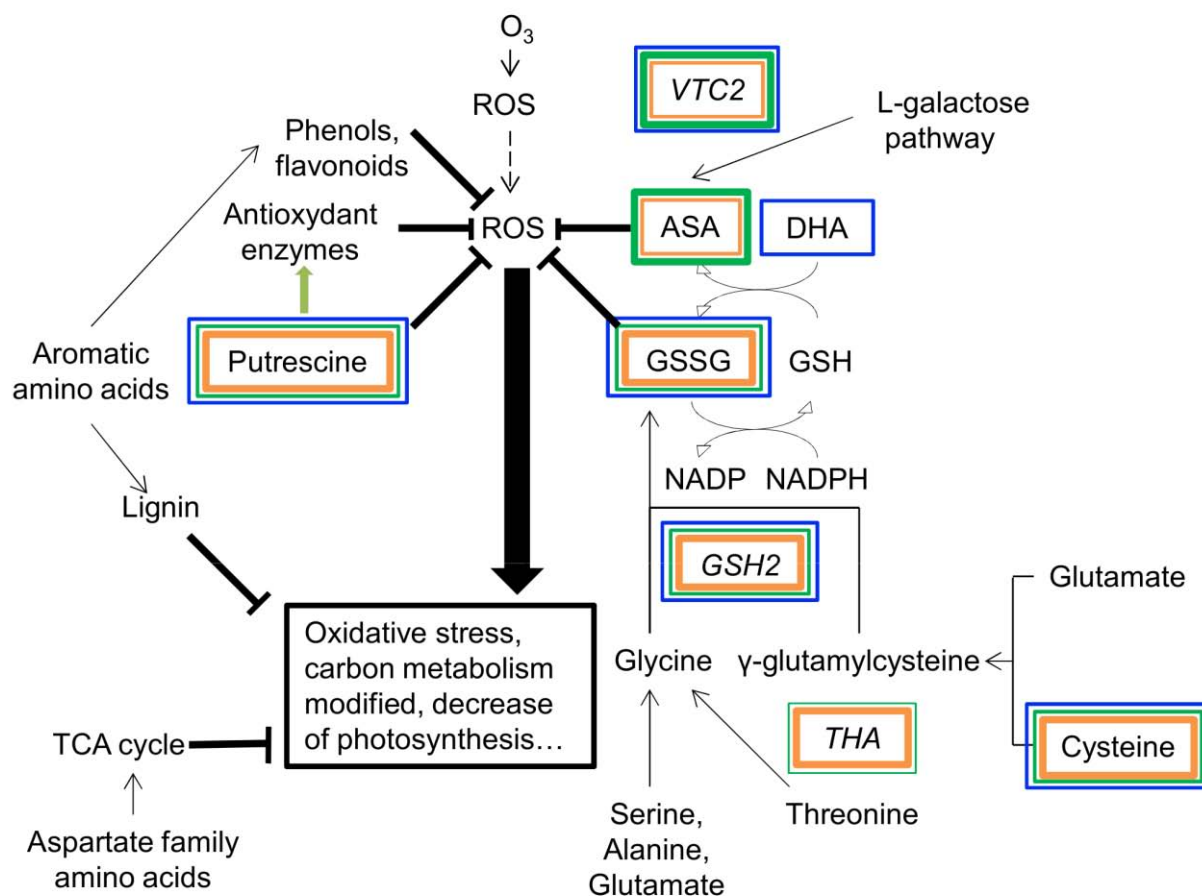 O₃
ROS
VTC2
L-galactose
pathway
Phenols,
flavonoids
Antioxydant
enzymes
ROS
ASA
DHA
Putrescine
GSSG
GSH
Aromatic
amino acids
NADP
NADPH
Lignin
GSH2
Glutamate
Oxidative stress,
carbon metabolism
modified, decrease
of photosynthesis…
Glycine
γ-glutamylcysteine
THA
Cysteine
TCA cycle
Serine,
Alanine,
Glutamate
Threonine
Aspartate family
amino acids